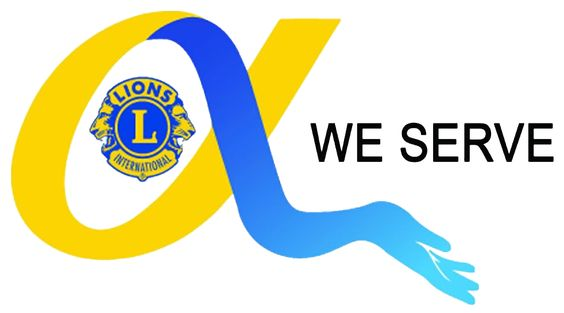 LIONS
L
INTERNATIONAL
®
WE SERVE